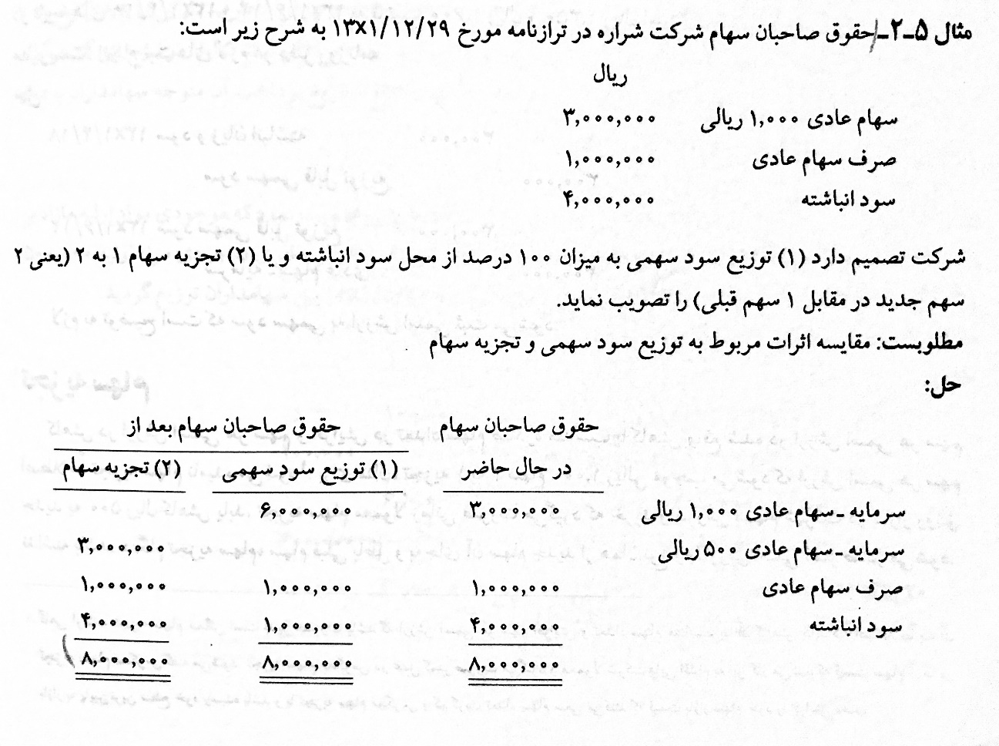 مثال ۵-۲- حقوق صاحبان سهام شرکت شراره در ترازنامه مورخ ۱۳X۱/۱۲/۲۹ به شرح زیر است:
ریال
سهام عادی ۱,۰۰۰ ریالی ۳,۰۰۰,۰۰۰
صرف سهام عادی ۱,۰۰۰,۰۰۰
سود انباشته ۴,۰۰۰,۰۰۰
شرکت تصمیم دارد (۱) توزیع سود سهمی به میزان ۱۰۰ درصد از محل سود انباشته و یا (۲) تجزیه سهام ۱ به ۲ (یعنی ۲
سهم جدید در مقابل ۱ سهم قبلی) را تصویب نماید.
مطلوبست: مقایسه اثرات مربوط به توزیع سود سهمی و تجزیه سهام
حل:
حقوق صاحبان سهام حقوق صاحبان سهام بعد از
در حال حاضر (۱) توزیع سود سهمی (۲) تجزیه سهام
سرمایه - سهام عادی ۱,۰۰۰ ریالی ۳,۰۰۰,۰۰۰ ۶,۰۰۰,۰۰۰
سرمایه - سهام عادی ۵۰۰ ریالی ۳,۰۰۰,۰۰۰
صرف سهام عادی ۱,۰۰۰,۰۰۰ ۱,۰۰۰,۰۰۰ ۱,۰۰۰,۰۰۰
سود انباشته ۴,۰۰۰,۰۰۰ ۱,۰۰۰,۰۰۰ ۴,۰۰۰,۰۰۰
۸,۰۰۰,۰۰۰ ۸,۰۰۰,۰۰۰ ۸,۰۰۰,۰۰۰